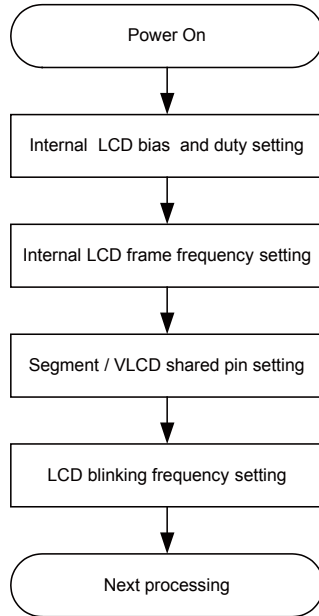 Power On
Internal LCD bias and duty setting
Internal LCD frame frequency setting
Segment / VLCD shared pin setting
LCD blinking frequency setting
Next processing